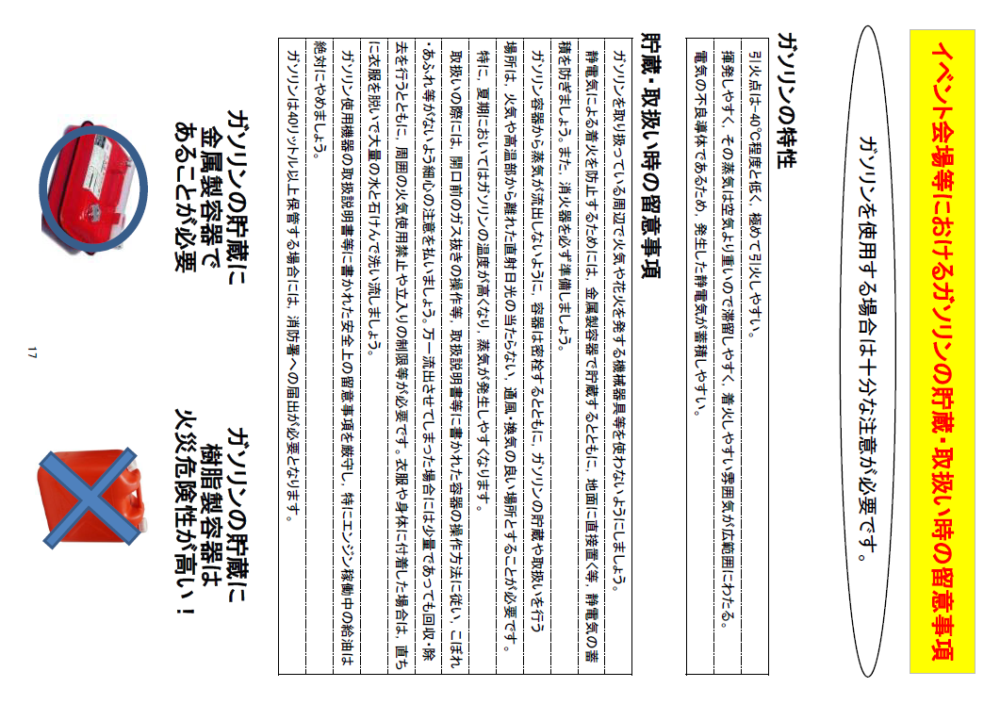 イベント会場等におけるガソリンの貯蔵・取扱い時の留意事項
ガソリンを使用する場合は十分な注意が必要です。
ガソリンの特性
引火点は-40℃程度と低く、極めて引火しやすい。
揮発しやすく、その蒸気は空気より重いので滞留しやすく、着火しやすい雰囲気が広範囲にわたる。
電気の不良導体であるため、発生した静電気が蓄積しやすい。
貯蔵・取扱い時の留意事項
ガソリンを取り扱っている周辺で火気や花火を発する機械器具等を使わないようにしましょう。
静電気による着火を防止するためには、金属製容器で貯蔵するとともに、地面に直接置く等、静電気の蓄
積を防ぎましょう。また、消火器を必ず準備しましょう。
ガソリン容器から蒸気が流出しないように、容器は密栓するとともに、ガソリンの貯蔵や取扱いを行う
場所は、火気や高温部から離れた直射日光の当たらない、通風・換気の良い場所とすることが必要です。
特に、夏期においてはガソリンの温度が高くなり、蒸気が発生しやすくなります。
取扱いの際には、開口前のガス抜きの操作等、取扱説明書等に書かれた容器の操作方法に従い、こぼれ
・あふれ等がないよう細心の注意を払いましょう。万一流出させてしまった場合には少量であっても回収・除
去を行うとともに、周囲の火気使用禁止や立入りの制限等が必要です。衣服や身体に付着した場合は、直ち
に衣服を脱いで大量の水と石けんで洗い流しましょう。
ガソリン使用機器の取扱説明書等に書かれた安全上の留意事項を厳守し、特にエンジン稼働中の給油は
絶対にやめましょう。
ガソリンは40リットル以上保管する場合には、消防署への届出が必要となります。
ガソリンの貯蔵に
金属製容器で
あることが必要
ガソリンの貯蔵に
樹脂製容器は
火災危険性が高い！
17